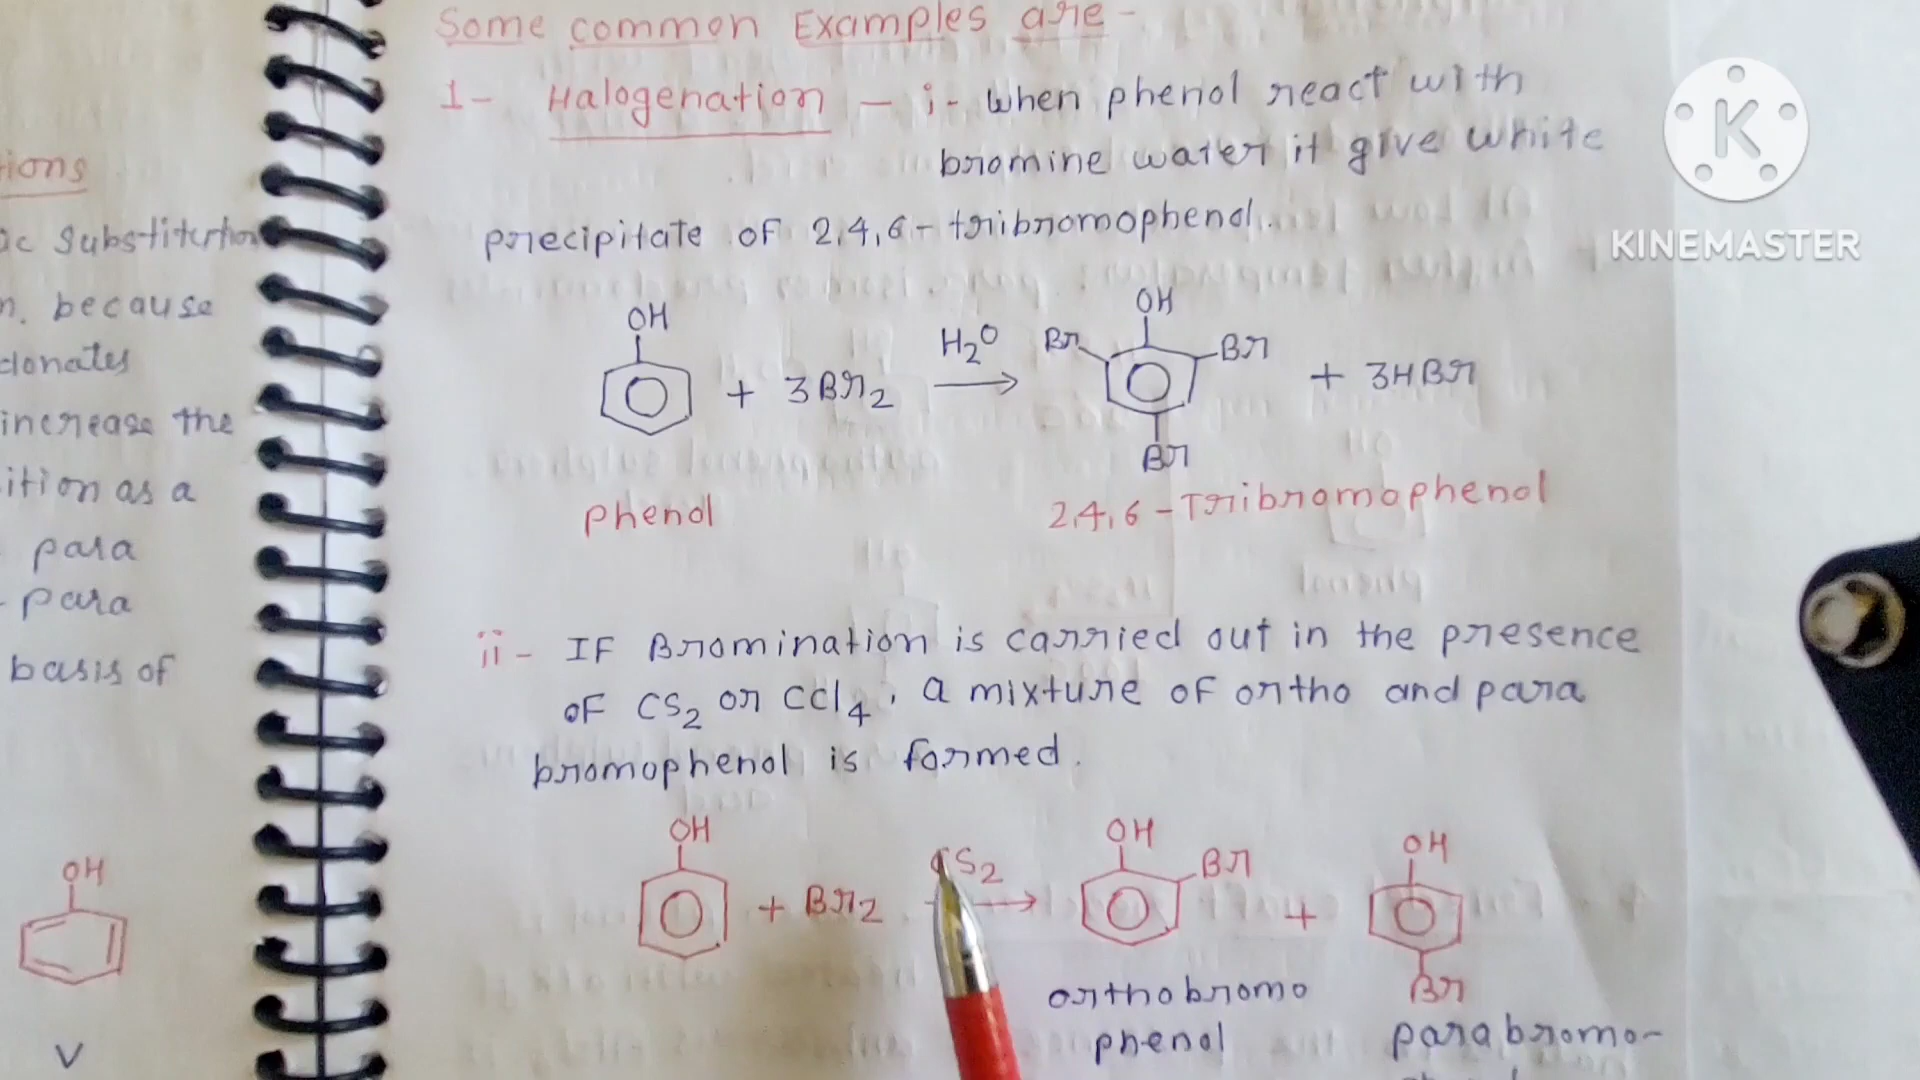 Some common Examples are-
1- Halogenation - i- when phenol react with
bromine water it give white
precipitate of 2,4,6-tribromophenol.
OH
+ 3Br2
H2O
OH
Br
Br
Br
+ 3HBr
phenol
2,4,6-Tribromophenol
ii- IF Bromination is carried out in the presence
of CS2 or CCl4, a mixture of ortho and para
bromophenol is formed.
OH
+ Br2
CS2
OH
Br
+
OH
Br
orthobromo
phenol
parabromo-
ions
substitution
because
donates
increase the
ition as a
para
para
basis of
OH
V
K
KINEMASTER